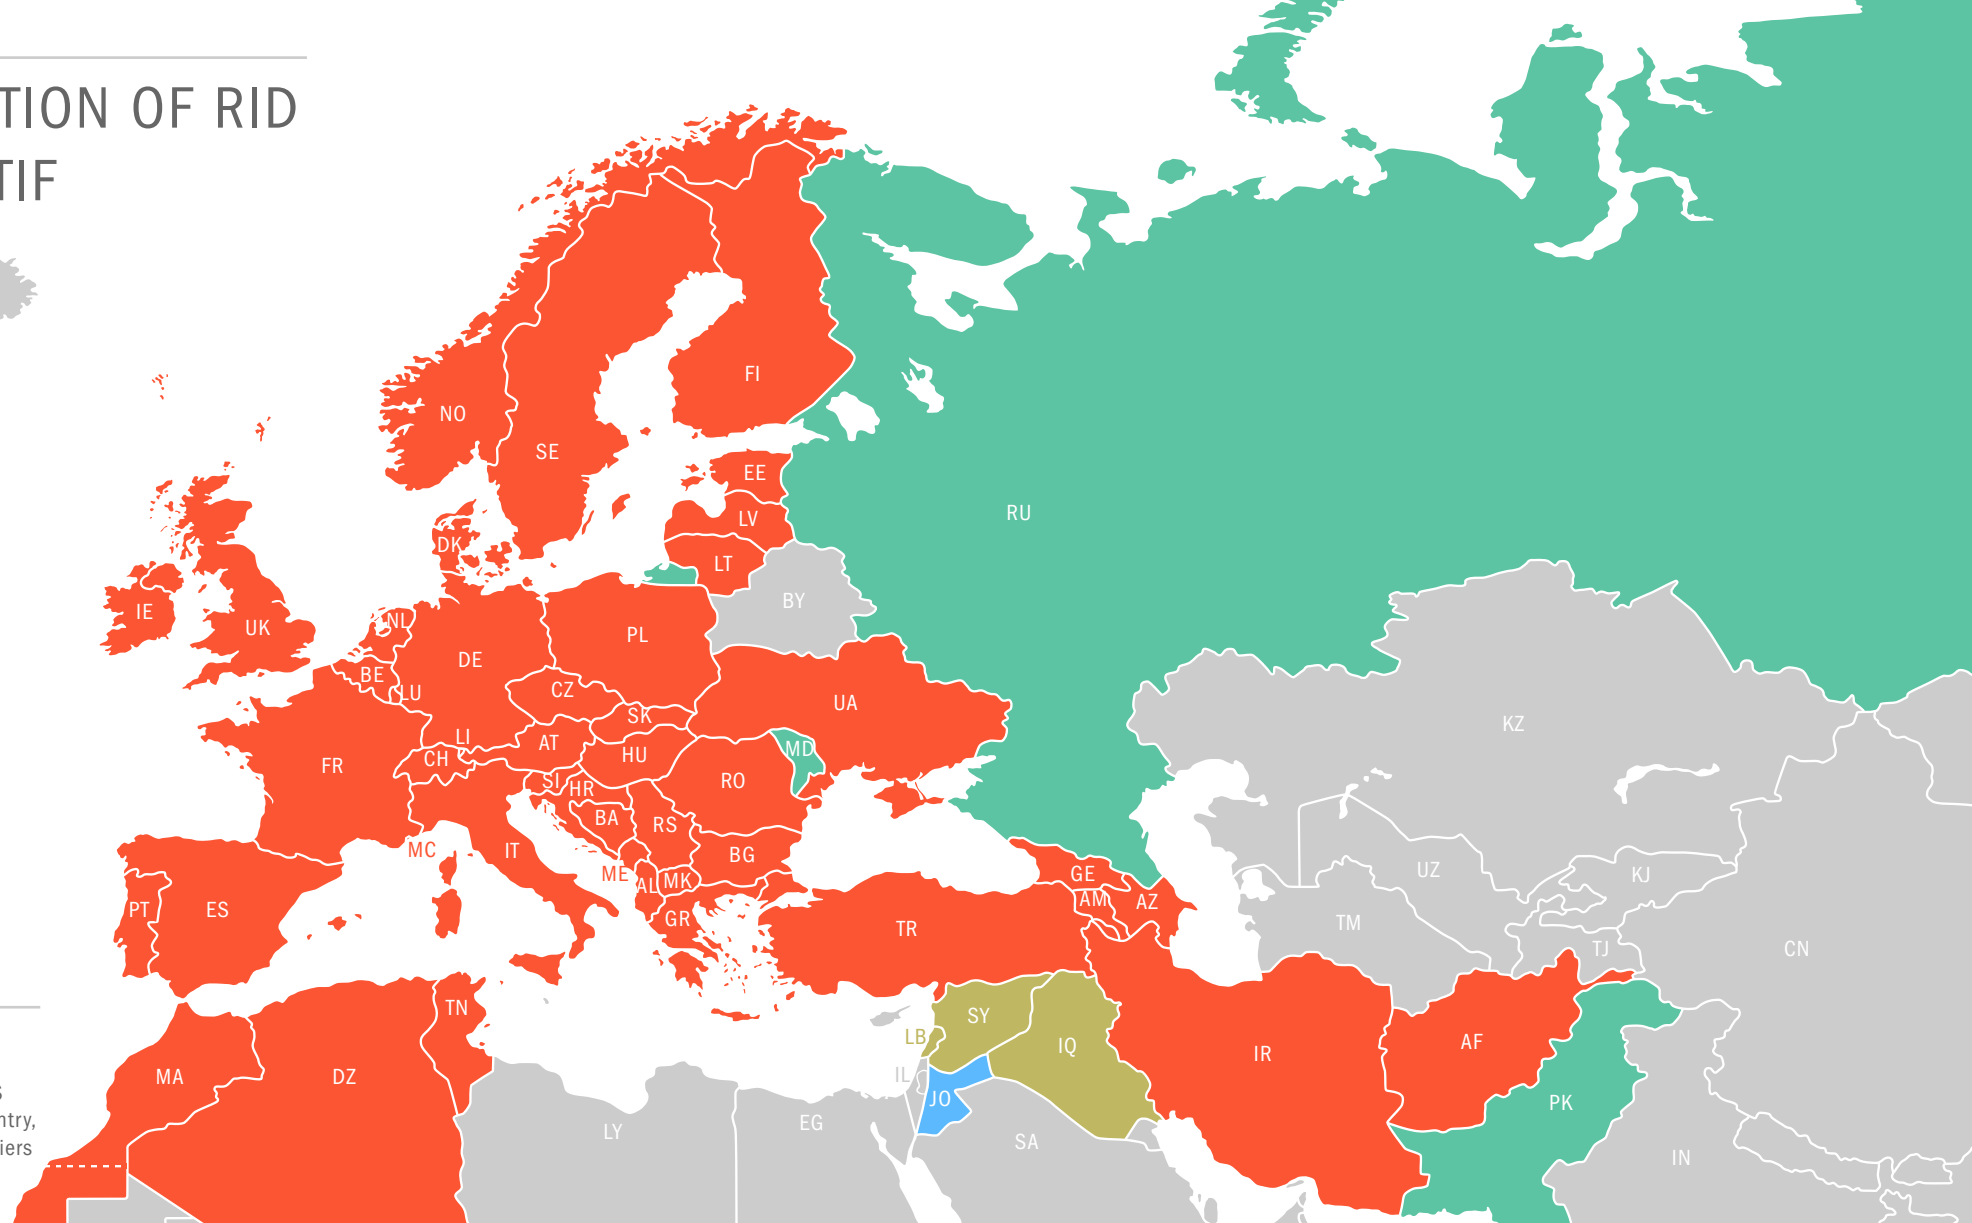 TION OF RID
TIF
NO
FI
SE
EE
RU
LV
DK
LT
BY
IE
NL
UK
PL
DE
BE
LU
CZ
UA
SK
KZ
LI
AT
MD
CH
HU
FR
SI
RO
HR
BA
RS
MC
IT
BG
UZ
KJ
ME
AL
MK
GE
AM
AZ
PT
ES
GR
TR
TM
TJ
CN
TN
SY
LB
IQ
AF
IR
MA
DZ
IL
S
JO
PK
ntry,
EG
LY
SA
iers
IN